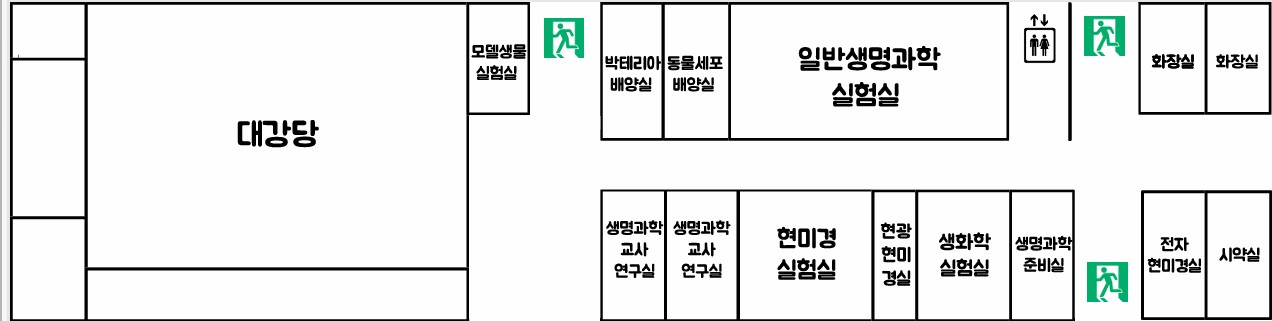 대강당
모델생물
실험실
박테리아
배양실
동물세포
배양실
일반생명과학
실험실
화장실
화장실
생명과학
교사
연구실
생명과학
교사
연구실
현미경
실험실
현광
현미
경실
생화학
실험실
생명과학
준비실
전자
현미경실
시약실